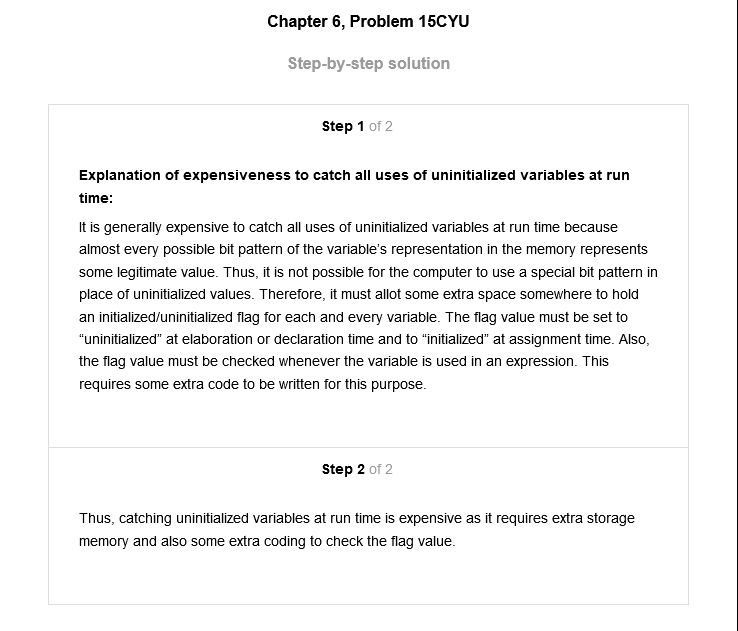 Chapter 6, Problem 15CYU
Step-by-step solution
Step 1 of 2
Explanation of expensiveness to catch all uses of uninitialized variables at run
time:
It is generally expensive to catch all uses of uninitialized variables at run time because
almost every possible bit pattern of the variable’s representation in the memory represents
some legitimate value. Thus, it is not possible for the computer to use a special bit pattern in
place of uninitialized values. Therefore, it must allot some extra space somewhere to hold
an initialized/uninitialized flag for each and every variable. The flag value must be set to
“uninitialized” at elaboration or declaration time and to “initialized” at assignment time. Also,
the flag value must be checked whenever the variable is used in an expression. This
requires some extra code to be written for this purpose.
Step 2 of 2
Thus, catching uninitialized variables at run time is expensive as it requires extra storage
memory and also some extra coding to check the flag value.